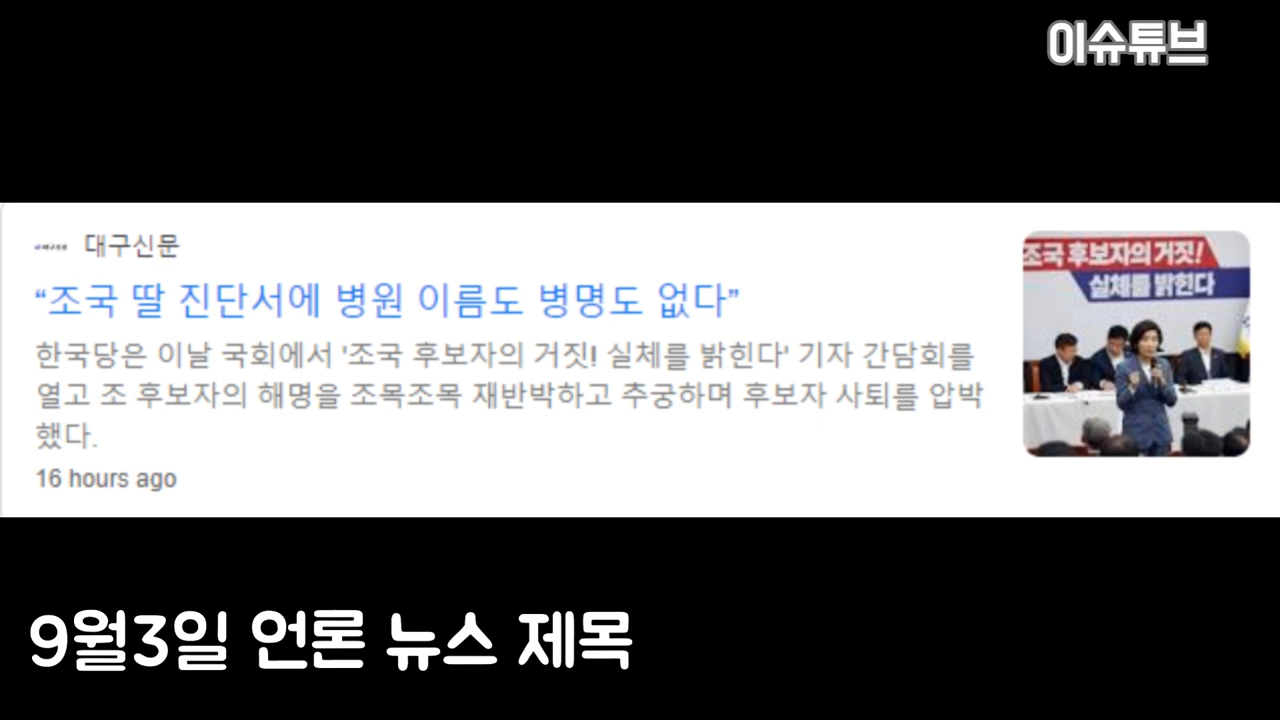 이슈튜브
대구신문
“조국 딸 진단서에 병원 이름도 병명도 없다”
한국당은 이날 국회에서 '조국 후보자의 거짓! 실체를 밝힌다' 기자 간담회를
열고 조 후보자의 해명을 조목조목 재반박하고 추궁하며 후보자 사퇴를 압박
했다.
16 hours ago
조국 후보자의 거짓!
실체를 밝힌다
9월3일 언론 뉴스 제목